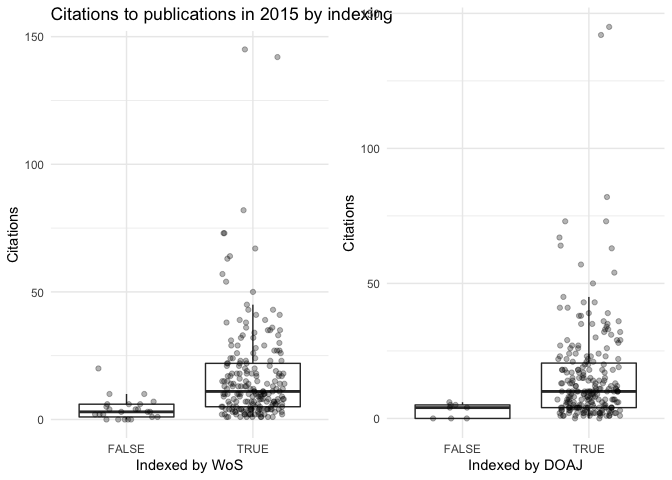 Citations to publications in 2015 by indexing
150
100
50
0
Citations
FALSE
TRUE
Indexed by WoS
150
100
50
0
Citations
FALSE
TRUE
Indexed by DOAJ